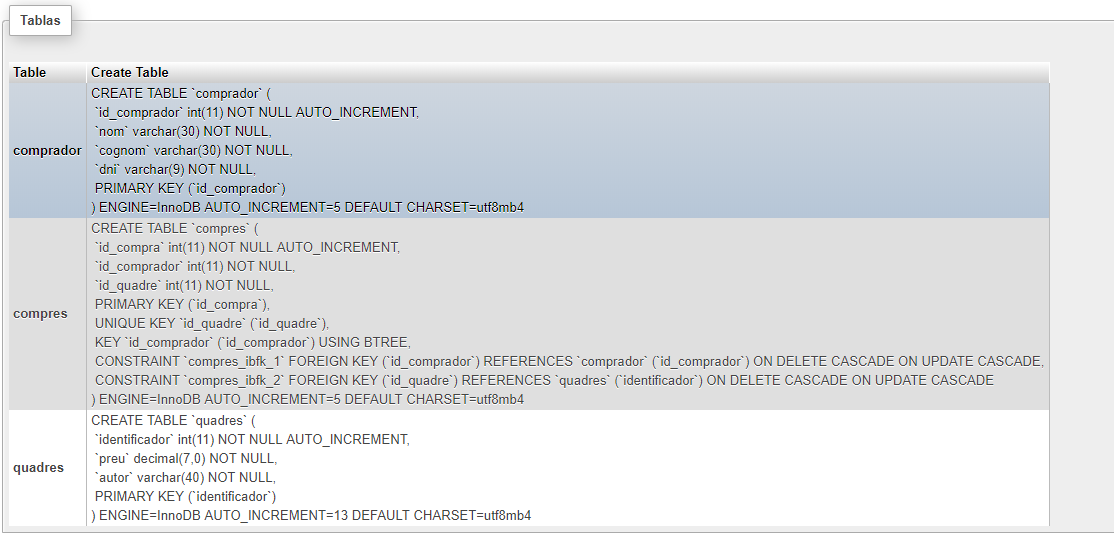 Tablas
Table Create Table
comprador
CREATE TABLE `comprador` (
`id_comprador` int(11) NOT NULL AUTO_INCREMENT,
`nom` varchar(30) NOT NULL,
`cognom` varchar(30) NOT NULL,
`dni` varchar(9) NOT NULL,
PRIMARY KEY (`id_comprador`)
) ENGINE=InnoDB AUTO_INCREMENT=5 DEFAULT CHARSET=utf8mb4
compres
CREATE TABLE `compres` (
`id_compra` int(11) NOT NULL AUTO_INCREMENT,
`id_comprador` int(11) NOT NULL,
`id_quadre` int(11) NOT NULL,
PRIMARY KEY (`id_compra`),
UNIQUE KEY `id_quadre` (`id_quadre`),
KEY `id_comprador` (`id_comprador`) USING BTREE,
CONSTRAINT `compres_ibfk_1` FOREIGN KEY (`id_comprador`) REFERENCES `comprador` (`id_comprador`) ON DELETE CASCADE ON UPDATE CASCADE,
CONSTRAINT `compres_ibfk_2` FOREIGN KEY (`id_quadre`) REFERENCES `quadres` (`identificador`) ON DELETE CASCADE ON UPDATE CASCADE
) ENGINE=InnoDB AUTO_INCREMENT=5 DEFAULT CHARSET=utf8mb4
quadres
CREATE TABLE `quadres` (
`identificador` int(11) NOT NULL AUTO_INCREMENT,
`preu` decimal(7,0) NOT NULL,
`autor` varchar(40) NOT NULL,
PRIMARY KEY (`identificador`)
) ENGINE=InnoDB AUTO_INCREMENT=13 DEFAULT CHARSET=utf8mb4